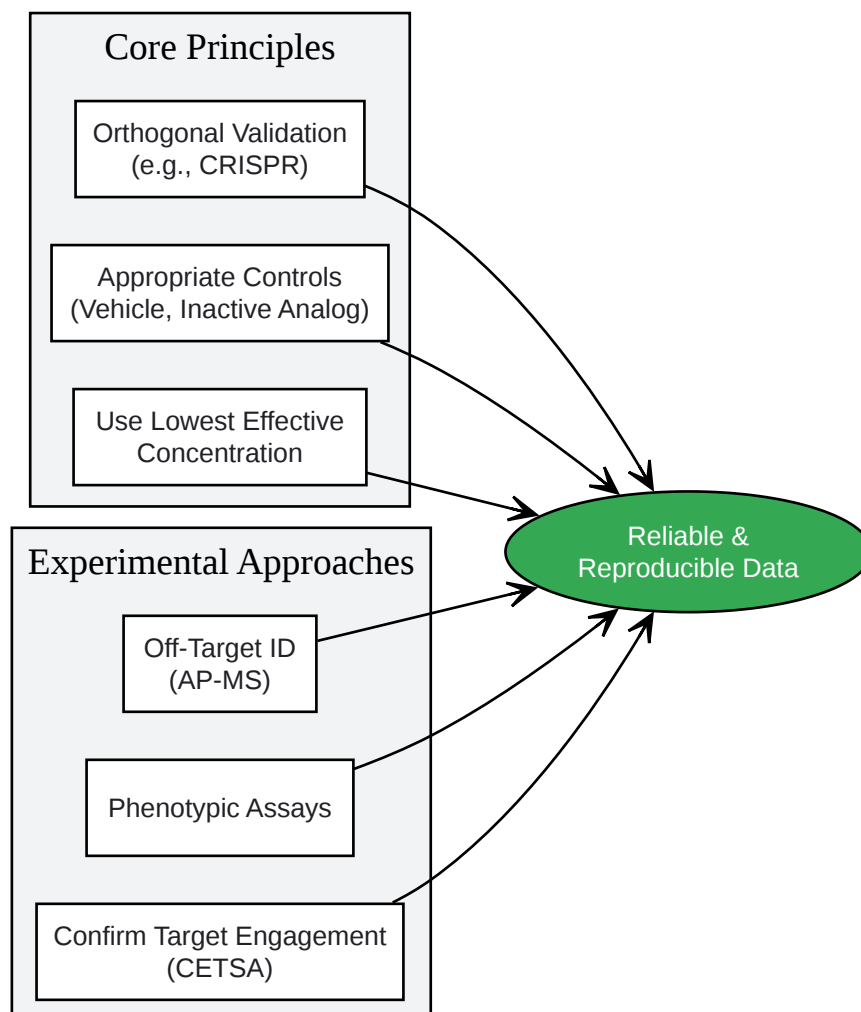 Core Principles
Orthogonal Validation
(e.g., CRISPR)
Appropriate Controls
(Vehicle, Inactive Analog)
Use Lowest Effective
Concentration
Experimental Approaches
Off-Target ID
(AP-MS)
Phenotypic Assays
Confirm Target Engagement
(CETSA)
Reliable &
Reproducible Data